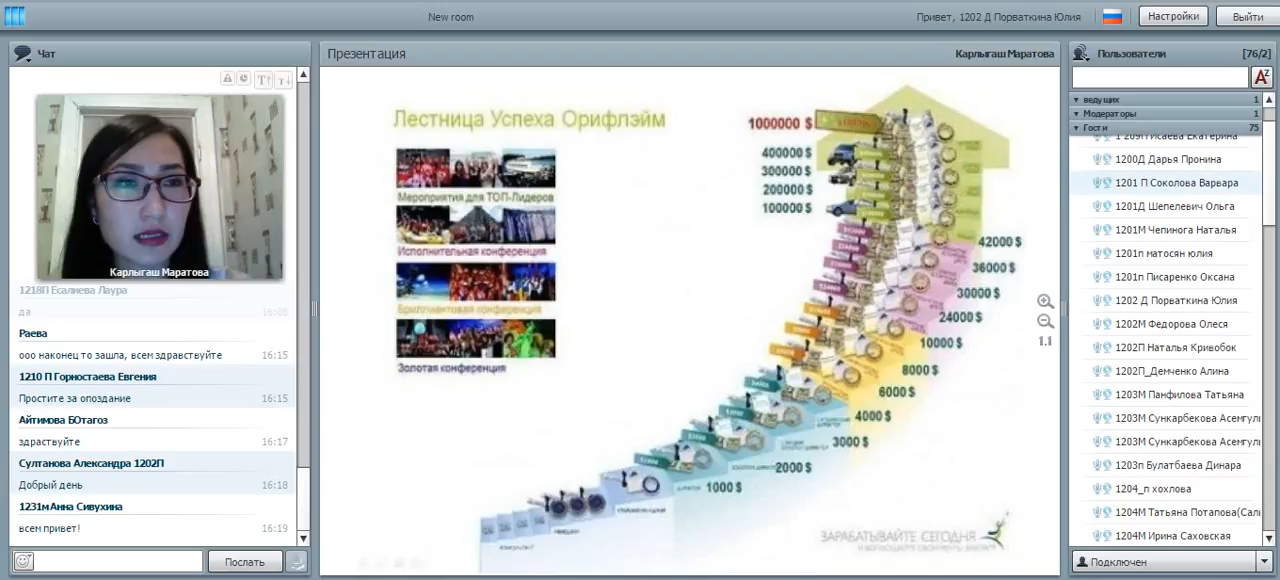 New room
Привет, 1202 Д Порваткина Юлия
Настройки
Выйти
Чат
Карлыгаш Маратова
1218П Есалиева Лаура
да 16:08
Раева
ооо наконец то зашла, всем здравствуйте 16:15
1210 П Горностаева Евгения
Простите за опоздание 16:15
Айтимова БОтагоз
здраствуйте 16:17
Султанова Александра 1202П
Добрый день 16:18
1231м Анна Сивухина
всем привет! 16:19
Послать
Презентация
Карлыгаш Маратова
Лестница Успеха Орифлэйм
Мероприятия для ТОП-Лидеров
Исполнительная конференция
Бриллиантовая конференция
Золотая конференция
1000000 $
400000 $
300000 $
200000 $
100000 $
42000 $
36000 $
30000 $
24000 $
10000 $
8000 $
6000 $
4000 $
3000 $
2000 $
1000 $
ЗАРАБАТЫВАЙТЕ СЕГОДНЯ
1.1
Пользователи [76/2]
ведущих 1
Модераторы 1
Гости 75
1200Д Дарья Пронина
1201 П Соколова Варвара
1201Д Шепелевич Ольга
1201М Чепинога Наталья
1201п матосян юлия
1201п Писаренко Оксана
1202 Д Порваткина Юлия
1202М Федорова Олеся
1202П Наталья Кривобок
1202П_Демченко Алина
1203М Панфилова Татьяна
1203М Сункарбекова Асемгул
1203М Сункарбекова Асемгул
1203п Булатбаева Динара
1204_п хохлова
1204М Татьяна Потапова(Сал
1204М Ирина Саховская
Подключен